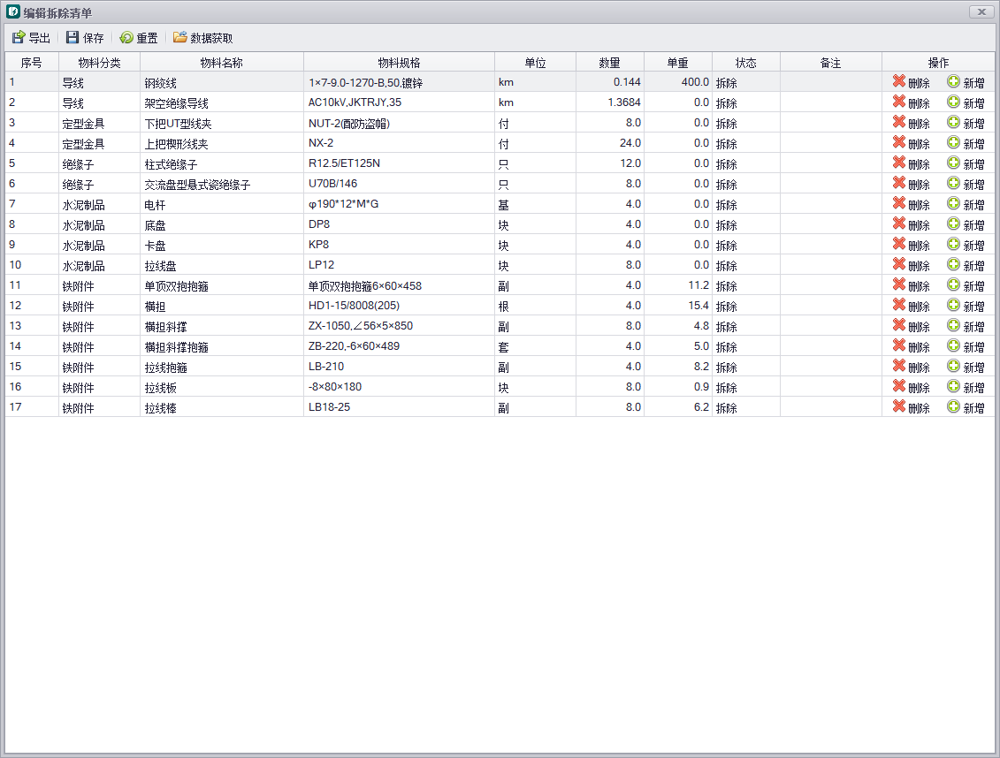 编辑拆除清单
导出 保存 重置 数据获取
序号 物料分类 物料名称 物料规格 单位 数量 单重 状态 备注 操作
1 导线 钢绞线 1×7-9.0-1270-B,50,镀锌 km 0.144 400.0 拆除 删除 新增
2 导线 架空绝缘导线 AC10kV,JKTRJY,35 km 1.3684 0.0 拆除 删除 新增
3 定型金具 下把UT型线夹 NUT-2(配防盗帽) 付 8.0 0.0 拆除 删除 新增
4 定型金具 上把楔形线夹 NX-2 付 24.0 0.0 拆除 删除 新增
5 绝缘子 柱式绝缘子 R12.5/ET125N 只 12.0 0.0 拆除 删除 新增
6 绝缘子 交流盘型悬式瓷绝缘子 U70B/146 只 8.0 0.0 拆除 删除 新增
7 水泥制品 电杆 φ190*12*M*G 基 4.0 0.0 拆除 删除 新增
8 水泥制品 底盘 DP8 块 4.0 0.0 拆除 删除 新增
9 水泥制品 卡盘 KP8 块 4.0 0.0 拆除 删除 新增
10 水泥制品 拉线盘 LP12 块 8.0 0.0 拆除 删除 新增
11 铁附件 单顶双抱抱箍 单顶双抱抱箍6×60×458 副 4.0 11.2 拆除 删除 新增
12 铁附件 横担 HD1-15/8008(205) 根 4.0 15.4 拆除 删除 新增
13 铁附件 横担斜撑 ZX-1050,∠56×5×850 副 8.0 4.8 拆除 删除 新增
14 铁附件 横担斜撑抱箍 ZB-220,-6×60×489 套 4.0 5.0 拆除 删除 新增
15 铁附件 拉线抱箍 LB-210 副 4.0 8.2 拆除 删除 新增
16 铁附件 拉线板 -8×80×180 块 8.0 0.9 拆除 删除 新增
17 铁附件 拉线棒 LB18-25 副 8.0 6.2 拆除 删除 新增